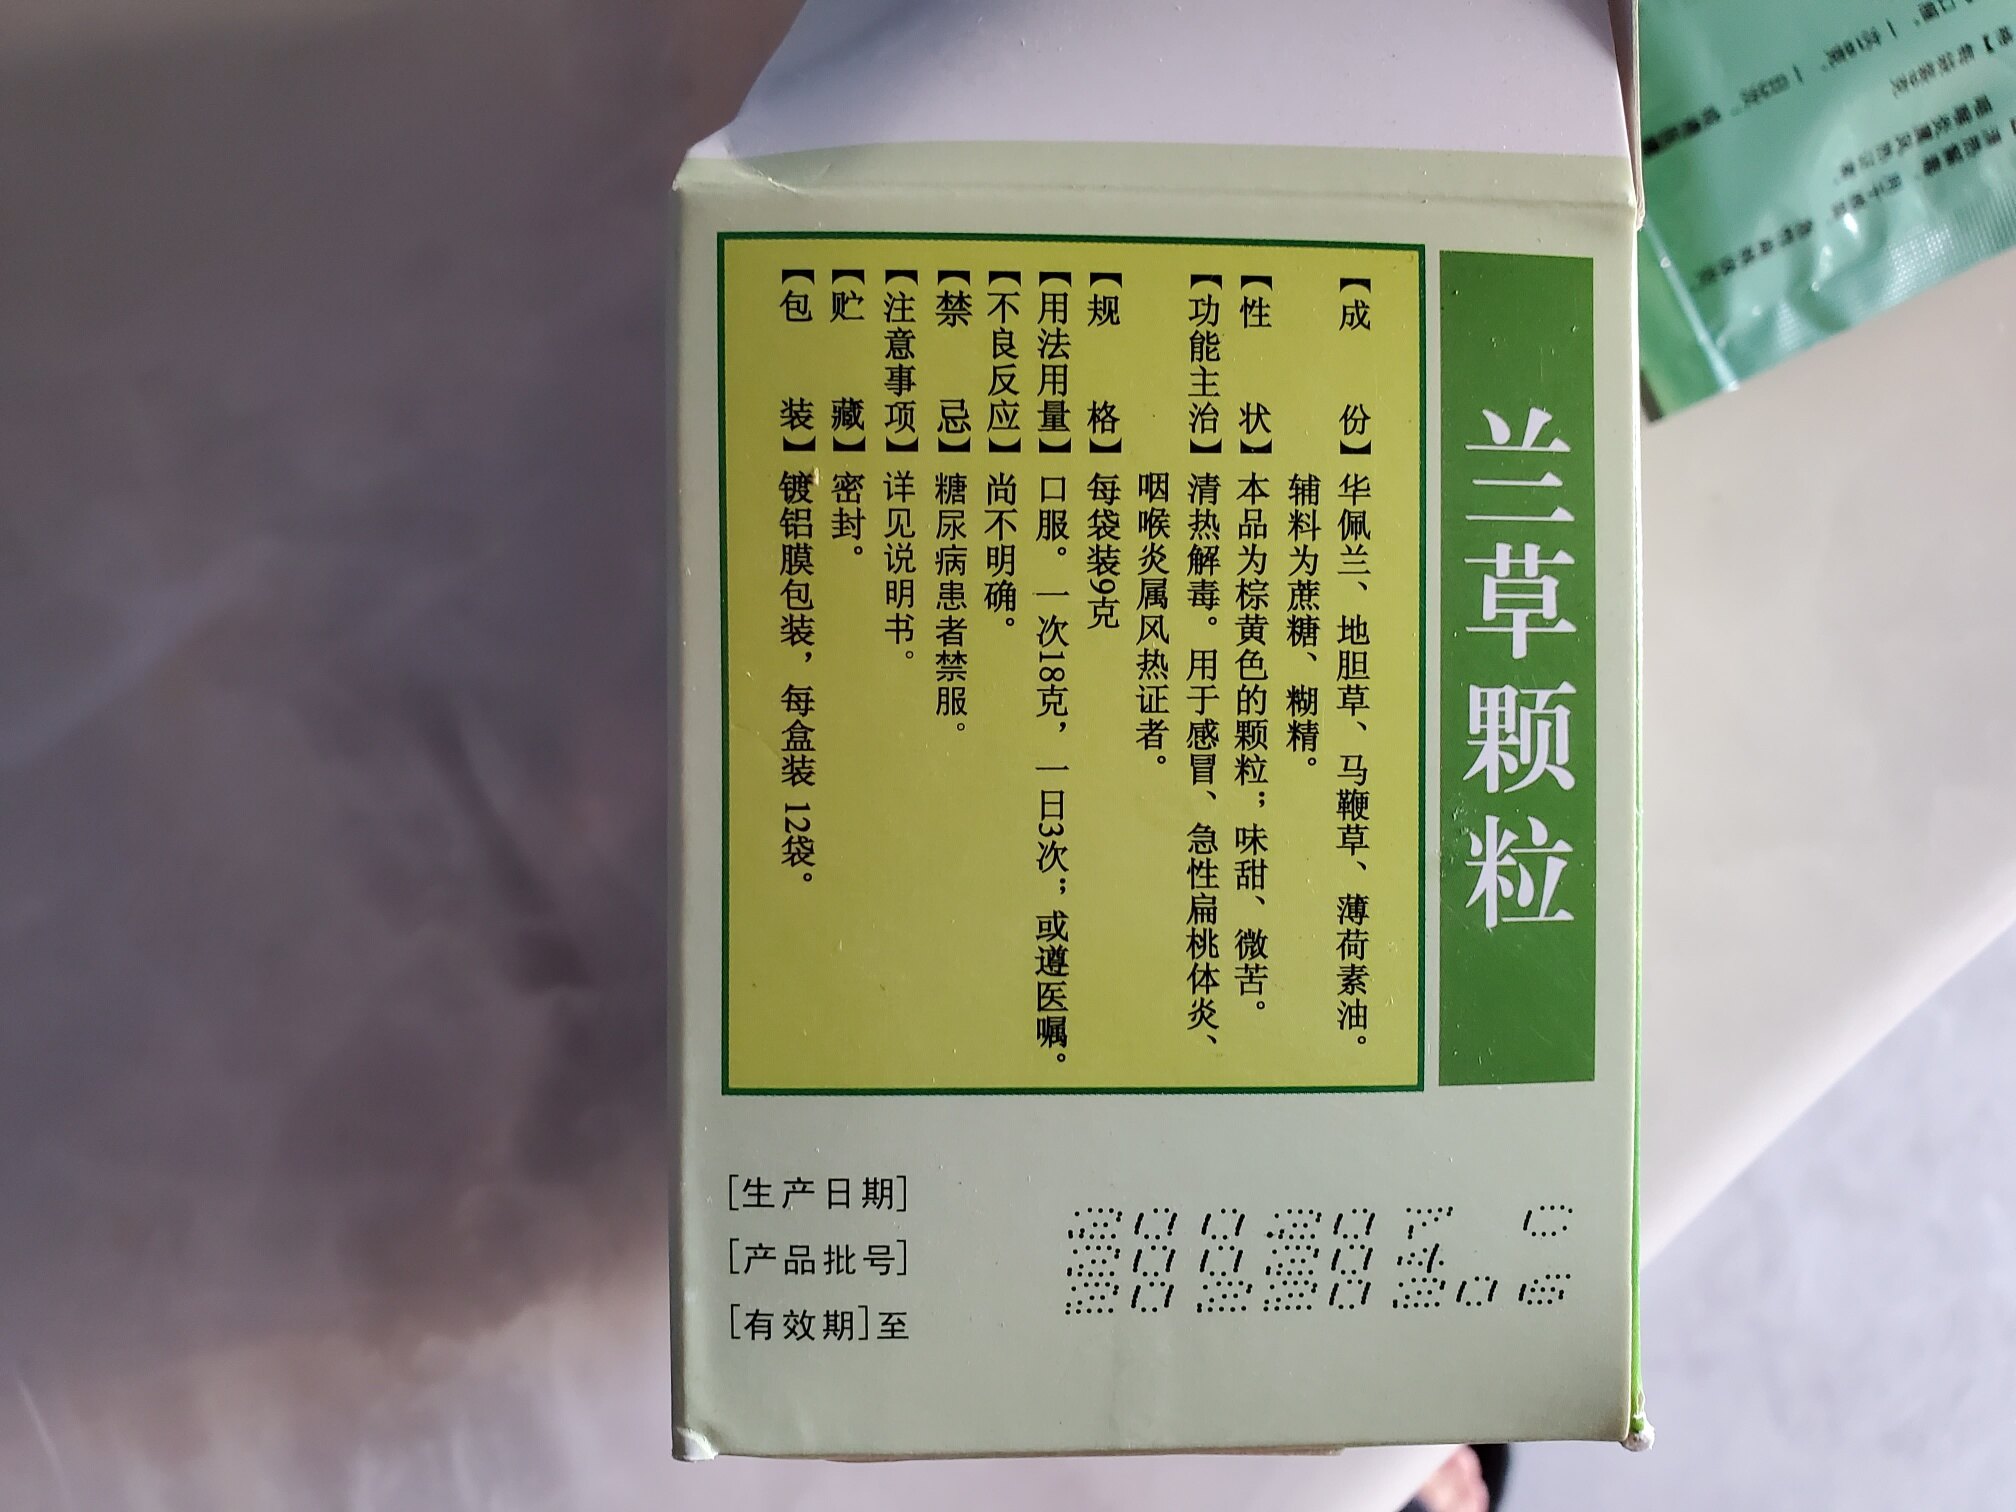 兰草颗粒
【成份】华佩兰、地胆草、马鞭草、薄荷素油。
辅料为蔗糖、糊精。
【性状】本品为棕黄色的颗粒；味甜、微苦。
【功能主治】清热解毒。用于感冒、急性扁桃体炎、
咽喉炎属风热证者。
【规格】每袋装9克
【用法用量】口服。一次18克，一日3次；或遵医嘱。
【不良反应】尚不明确。
【禁忌】糖尿病患者禁服。
【注意事项】详见说明书。
【贮藏】密封。
【包装】镀铝膜包装，每盒装12袋。
[生产日期]
[产品批号]
[有效期]至